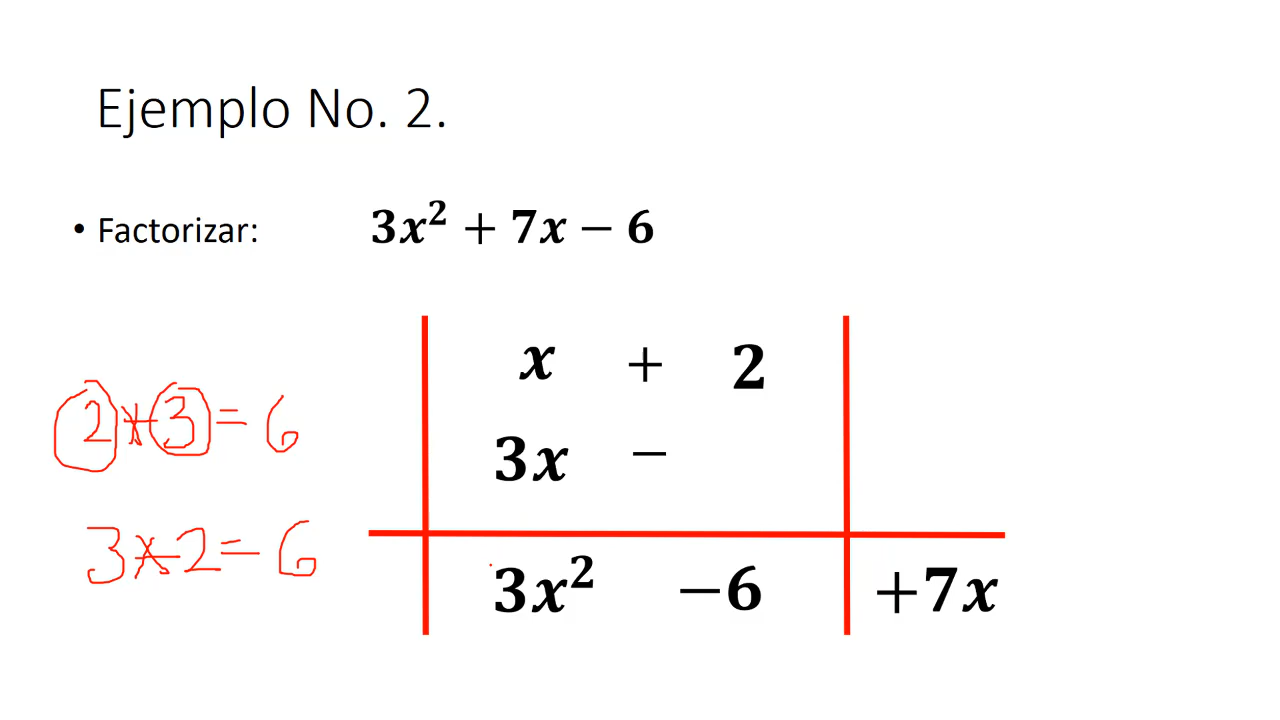 Ejemplo No. 2.
• Factorizar: 3x² + 7x − 6
x + 2
2 * 3 = 6
3x −
3 * 2 = 6
3x² −6 +7x